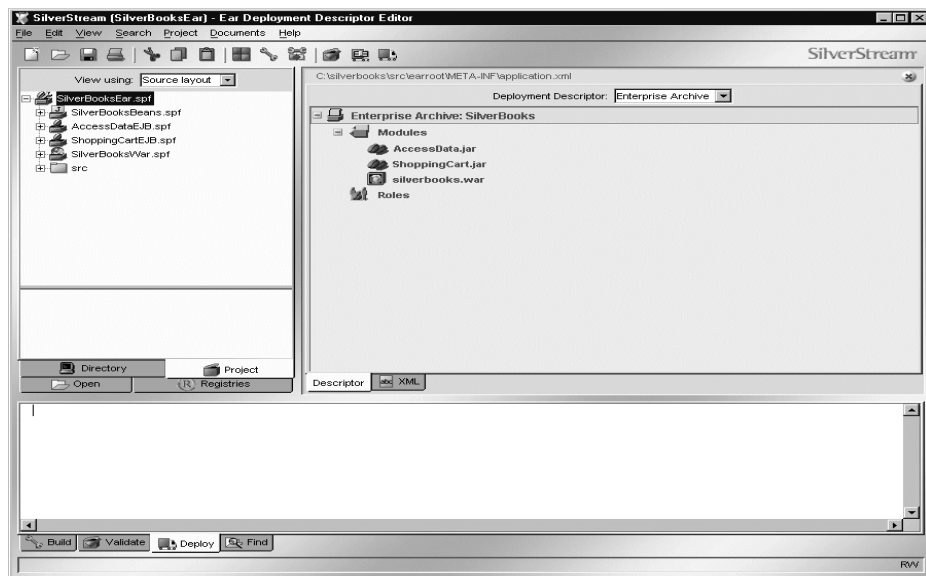 SilverStream (SilverBooksEar) - Ear Deployment Descriptor Editor
File Edit View Search Project Documents Help
SilverStream
View using: Source layout
SilverBooksEar.spf
SilverBooksBeans.spf
AccessDataEJB.spf
ShoppingCartEJB.spf
SilverBooksWar.spf
src
Directory
Project
Open
Registries
C:\silverbooks\src\earroot\META-INF\application.xml
Deployment Descriptor: Enterprise Archive
Enterprise Archive: SilverBooks
Modules
AccessData.jar
ShoppingCart.jar
silverbooks.war
Roles
Descriptor
abc XML
Build Validate Deploy Find
RW